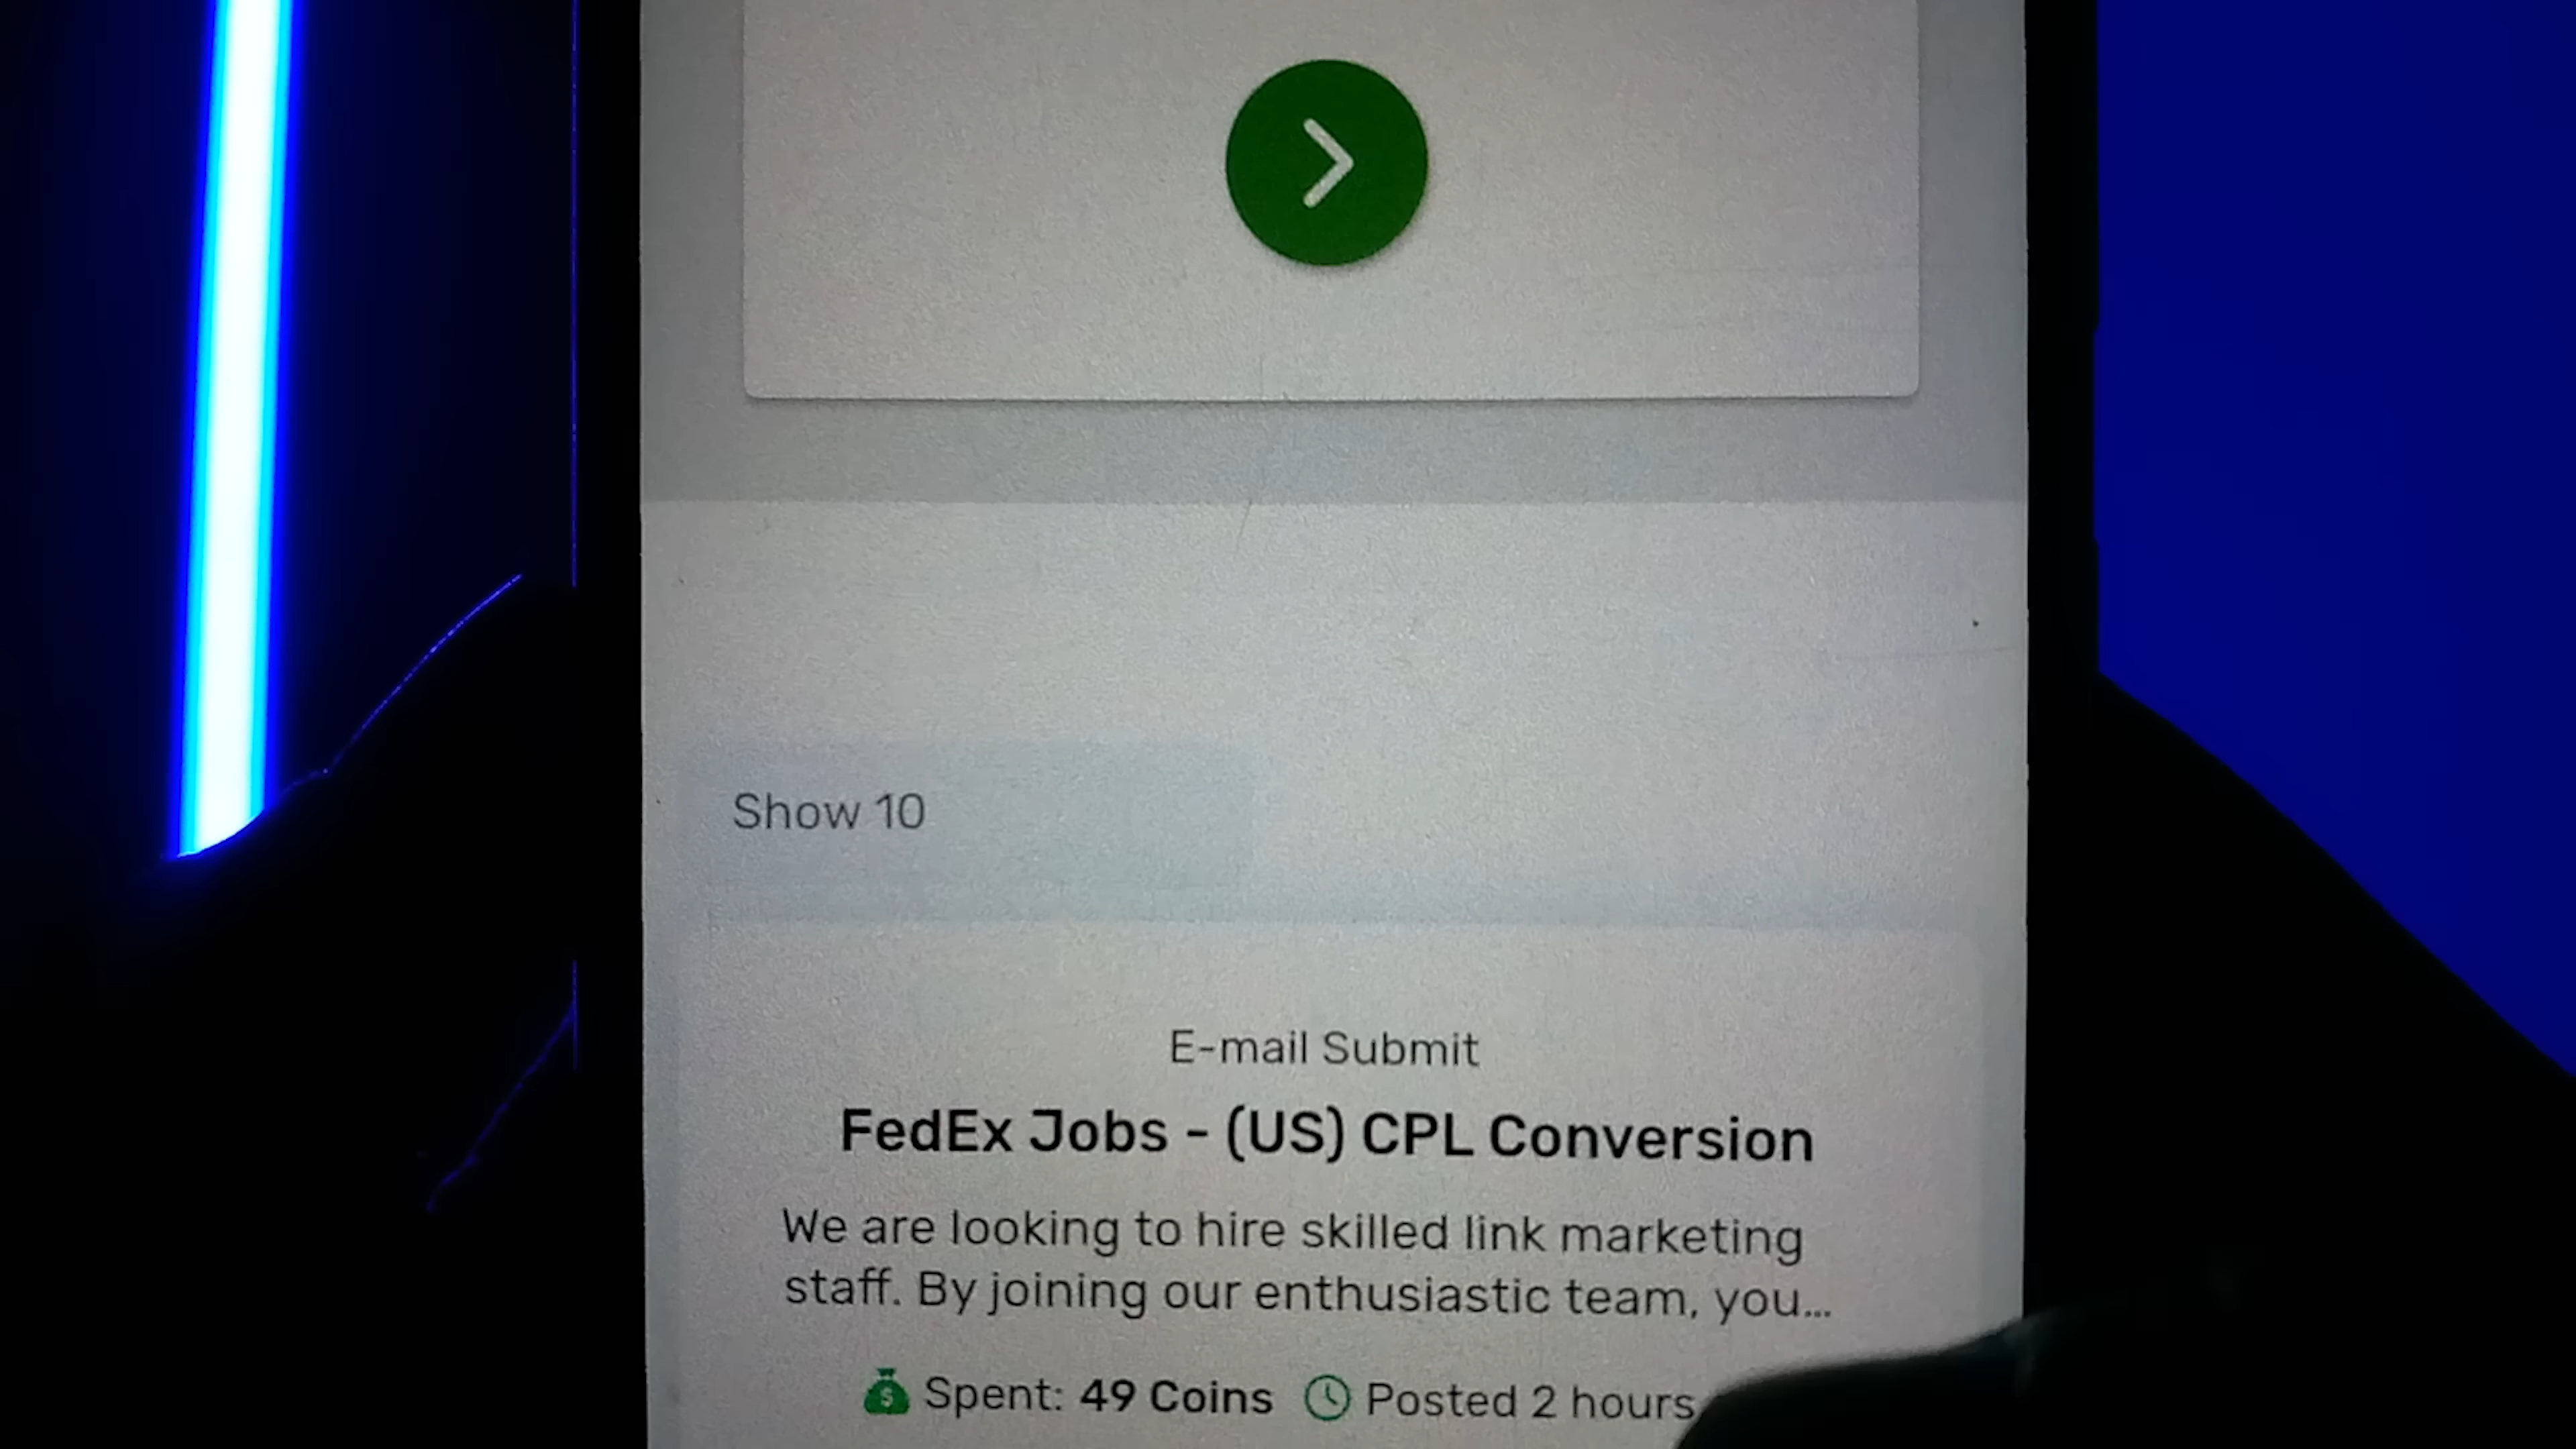 Show 10
E-mail Submit
FedEx Jobs - (US) CPL Conversion
We are looking to hire skilled link marketing
staff. By joining our enthusiastic team, you...
Spent: 49 Coins Posted 2 hours